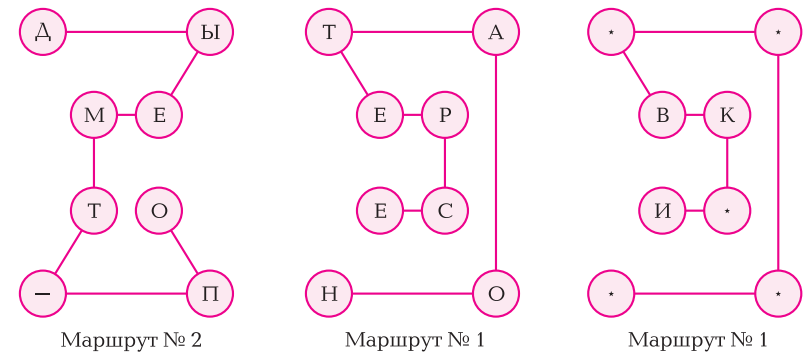 Д Ы Т А * *
М Е Е Р В К
Т О Е С И *
— П Н О * *
Маршрут № 2 Маршрут № 1 Маршрут № 1